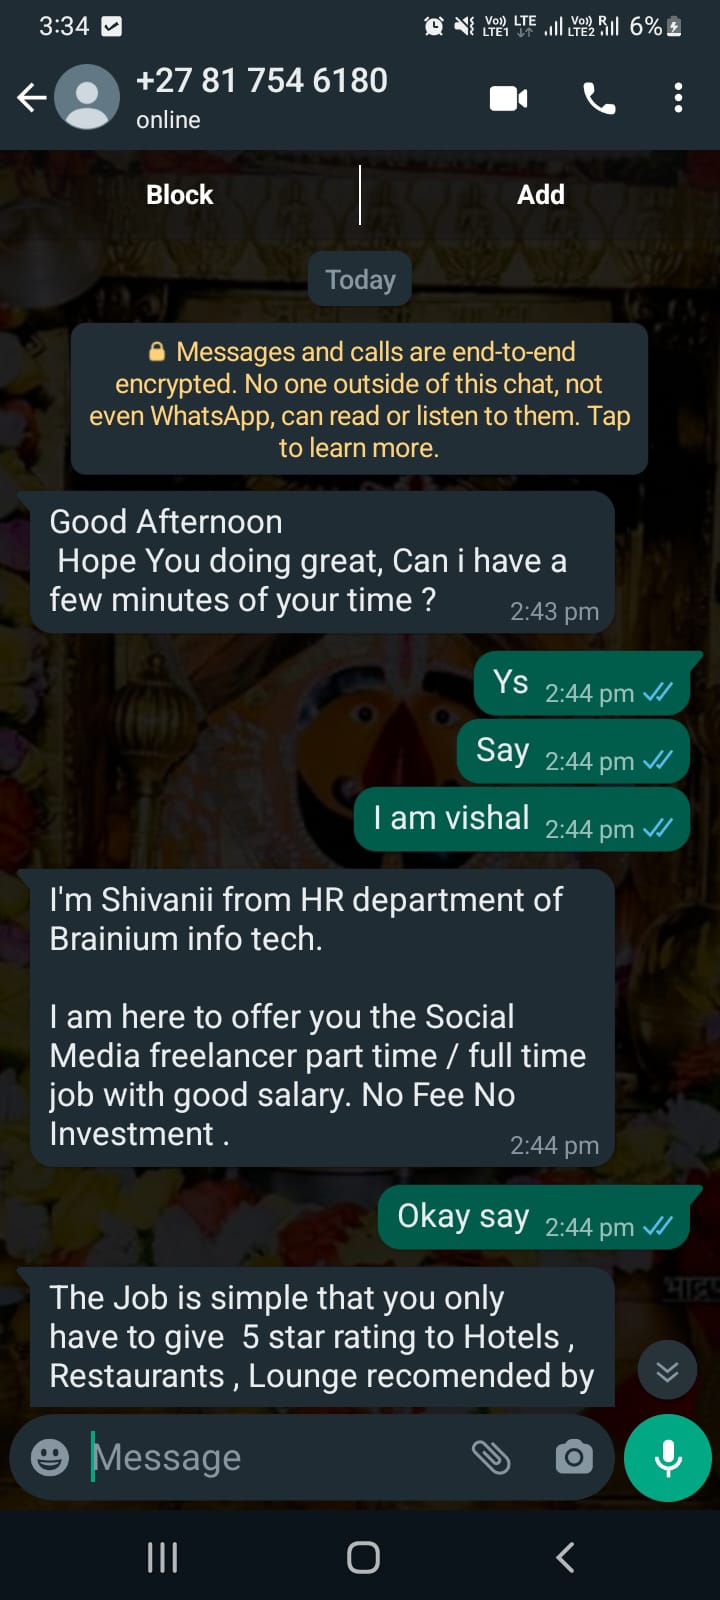 3:34
Vo)) LTE
LTE1
Vo)) R
LTE2
6%
+27 81 754 6180
online
Block
Add
Today
Messages and calls are end-to-end
encrypted. No one outside of this chat, not
even WhatsApp, can read or listen to them. Tap
to learn more.
Good Afternoon
Hope You doing great, Can i have a
few minutes of your time ?
2:43 pm
Ys 2:44 pm
Say 2:44 pm
I am vishal 2:44 pm
I'm Shivanii from HR department of
Brainium info tech.
I am here to offer you the Social
Media freelancer part time / full time
job with good salary. No Fee No
Investment .
2:44 pm
Okay say 2:44 pm
The Job is simple that you only
have to give  5 star rating to Hotels ,
Restaurants , Lounge recomended by
Message